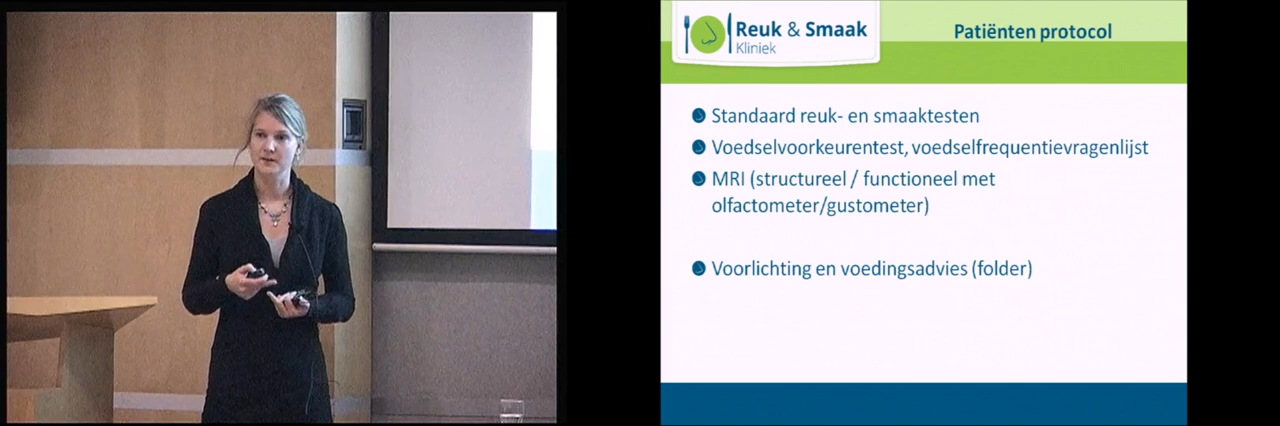 Reuk & Smaak
Kliniek
Patiënten protocol
Standaard reuk- en smaaktesten
Voedselvoorkeurentest, voedselfrequentievragenlijst
MRI (structureel / functioneel met
olfactometer/gustometer)
Voorlichting en voedingsadvies (folder)